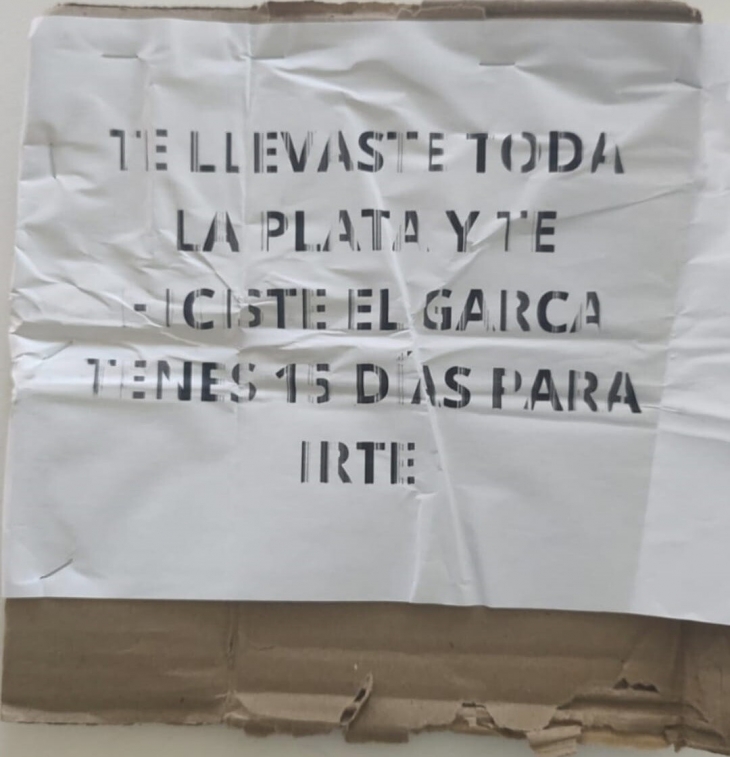 TE LLEVASTE TODA
LA PLATA Y TE
HICISTE EL GARCA
TENES 15 DÍAS PARA
IRTE